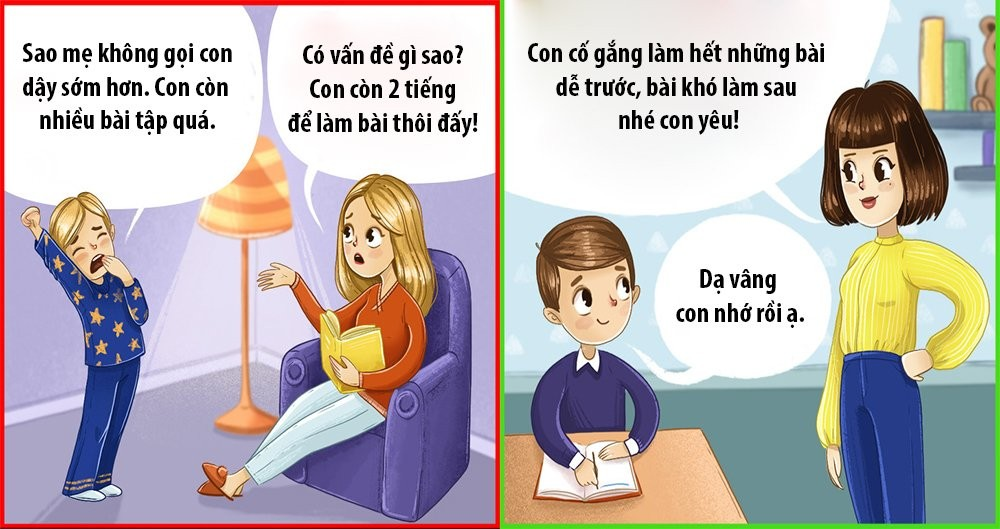 Sao mẹ không gọi con
dậy sớm hơn. Con còn
nhiều bài tập quá.
Có vấn đề gì sao?
Con còn 2 tiếng
để làm bài thôi đấy!
Con cố gắng làm hết những bài
dễ trước, bài khó làm sau
nhé con yêu!
Dạ vâng
con nhớ rồi ạ.